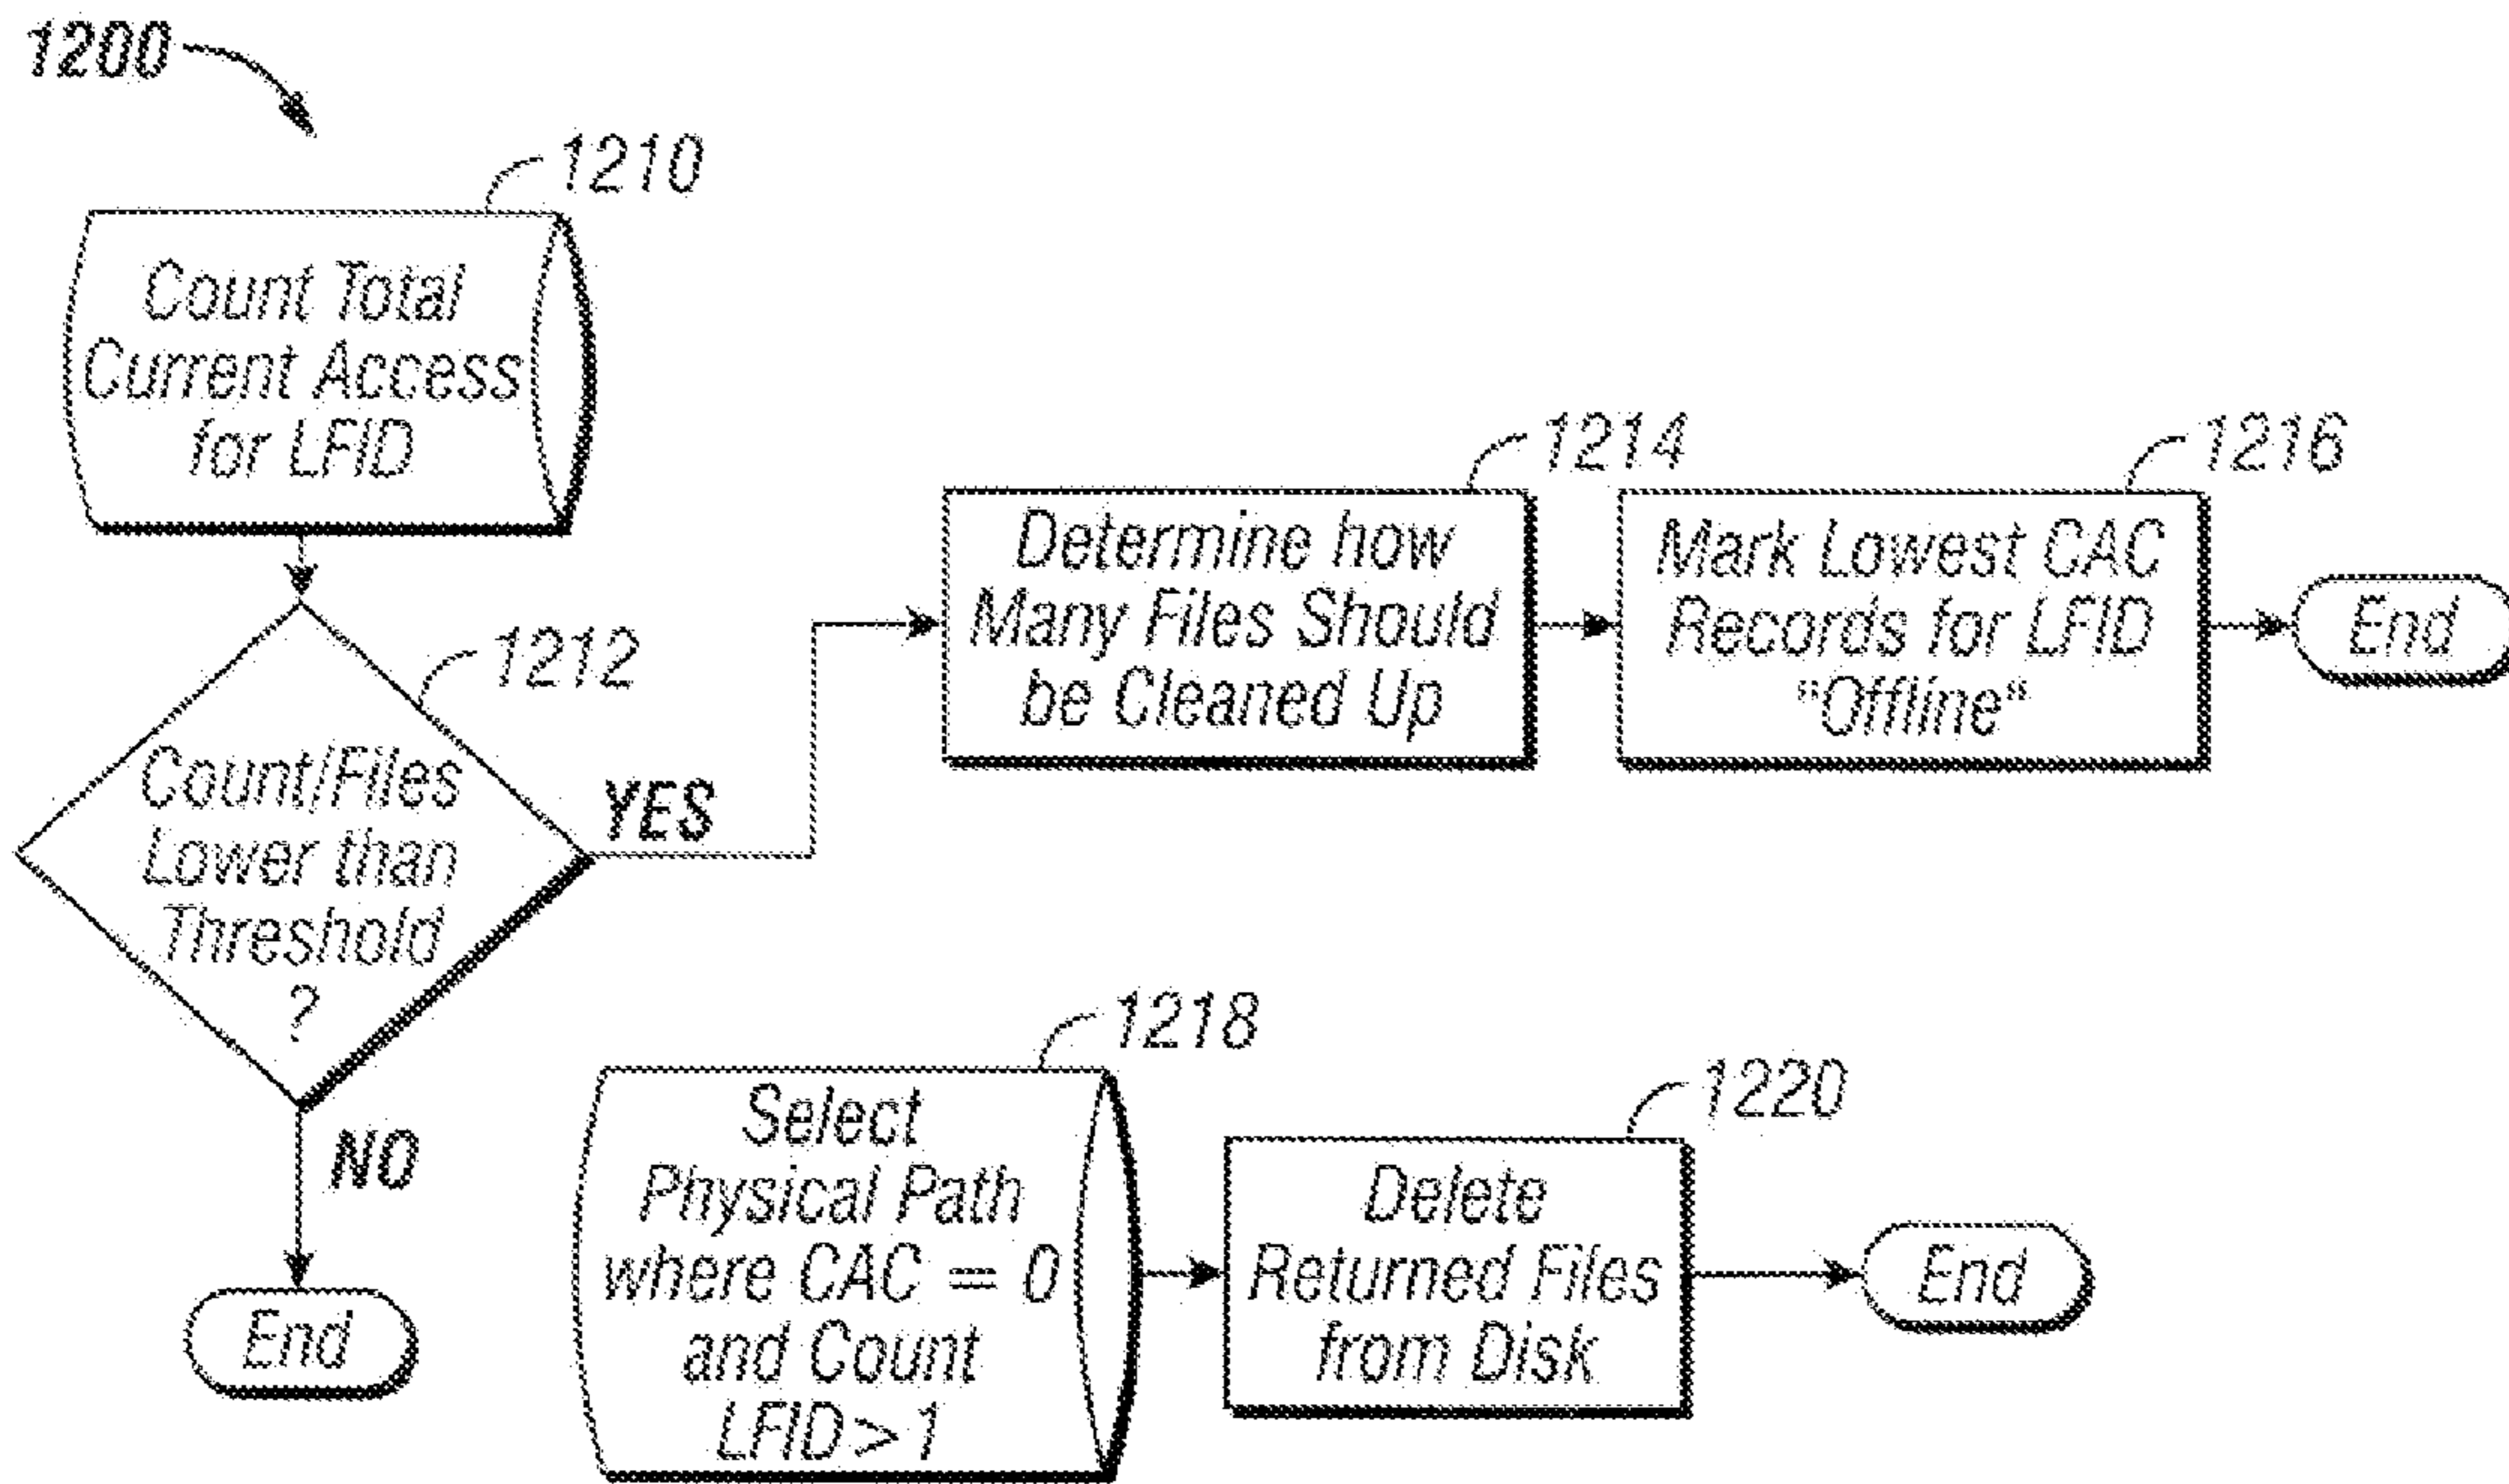 1200
1210
Count Total
Current Access
for LFID
1212
Count/Files
Lower than
Threshold
?
YES
NO
End
1214
Determine how
Many Files Should
be Cleaned Up
1216
Mark Lowest CAC
Records for LFID
"Offline"
End
1218
Select
Physical Path
where CAC = 0
and Count
LFID > 1
1220
Delete
Returned Files
from Disk
End